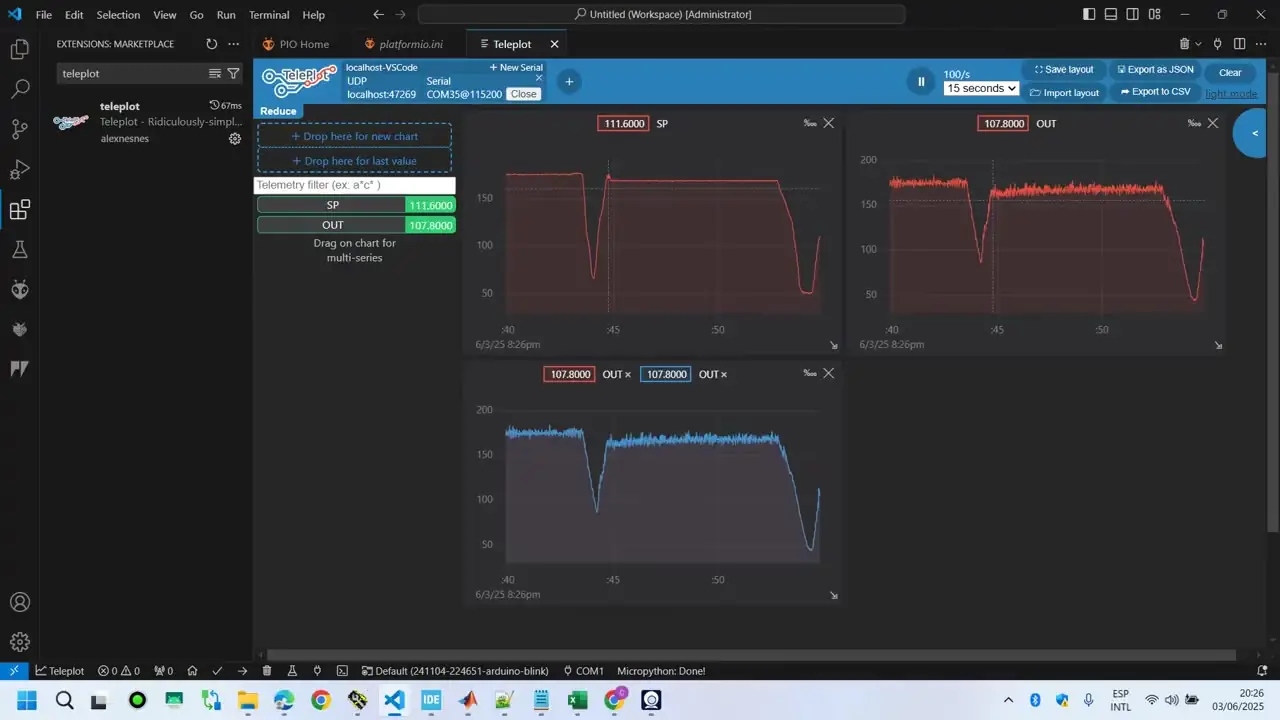 File Edit Selection View Go Run Terminal Help
Untitled (Workspace) [Administrator]
EXTENSIONS: MARKETPLACE
PIO Home
platformio.ini
Teleplot
teleplot
teleplot
67ms
Teleplot - Ridiculously-simpl...
alexnesnes
TelePlot
localhost-VSCode
+ New Serial
UDP
Serial
localhost:47269
COM35@115200
Close
100/s
15 seconds
Save layout
Import layout
Export as JSON
Export to CSV
Clear
light mode
Reduce
+ Drop here for new chart
+ Drop here for last value
Telemetry filter (ex: a*c* )
SP 111.6000
OUT 107.8000
Drag on chart for
multi-series
111.6000 SP
‰
150
100
50
:40 :45 :50
6/3/25 8:26pm
107.8000 OUT
‰
200
150
100
50
:40 :45 :50
6/3/25 8:26pm
107.8000 OUT × 107.8000 OUT ×
‰
200
150
100
50
:40 :45 :50
6/3/25 8:26pm
Teleplot 0 0 0 Default (241104-224651-arduino-blink) COM1 Micropython: Done!
IDE
C
ESP
INTL
20:26
03/06/2025